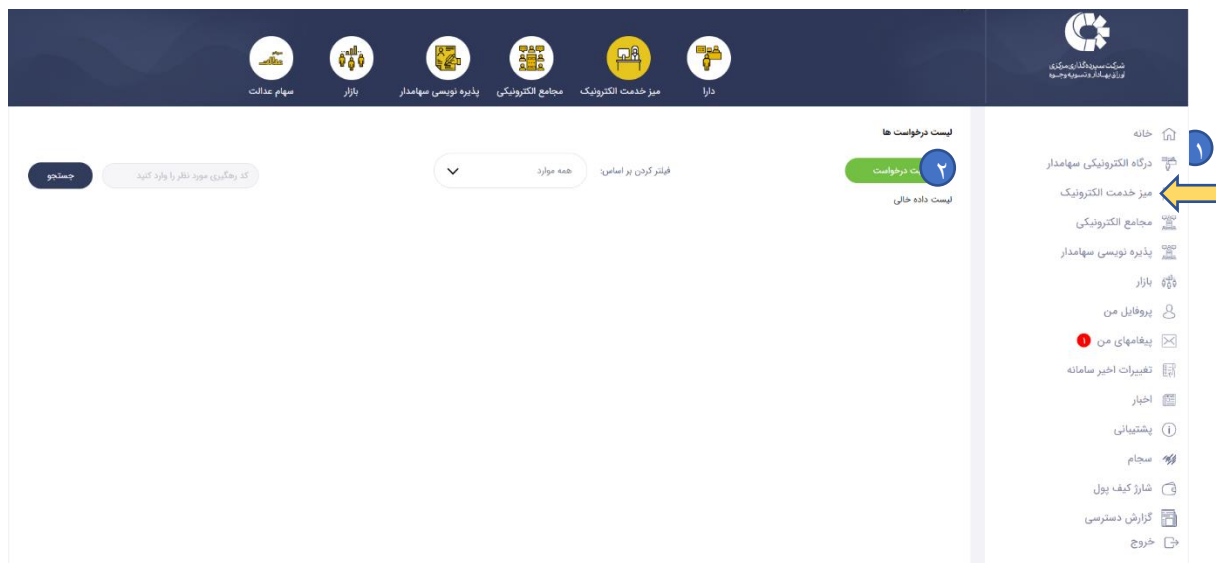 شرکت سپرده‌گذاری مرکزی
اوراق بهادار و تسویه وجوه
دارا
میز خدمت الکترونیک
مجامع الکترونیکی
پذیره نویسی سهامدار
بازار
سهام عدالت
خانه
درگاه الکترونیکی سهامدار
میز خدمت الکترونیک
مجامع الکترونیکی
پذیره نویسی سهامدار
بازار
پروفایل من
پیغامهای من ۱
تغییرات اخیر سامانه
اخبار
پشتیبانی
سجام
شارژ کیف پول
گزارش دسترسی
خروج
۱
لیست درخواست ها
درخواست
۲
فیلتر کردن بر اساس:
همه موارد
کد رهگیری مورد نظر را وارد کنید
جستجو
لیست داده خالی